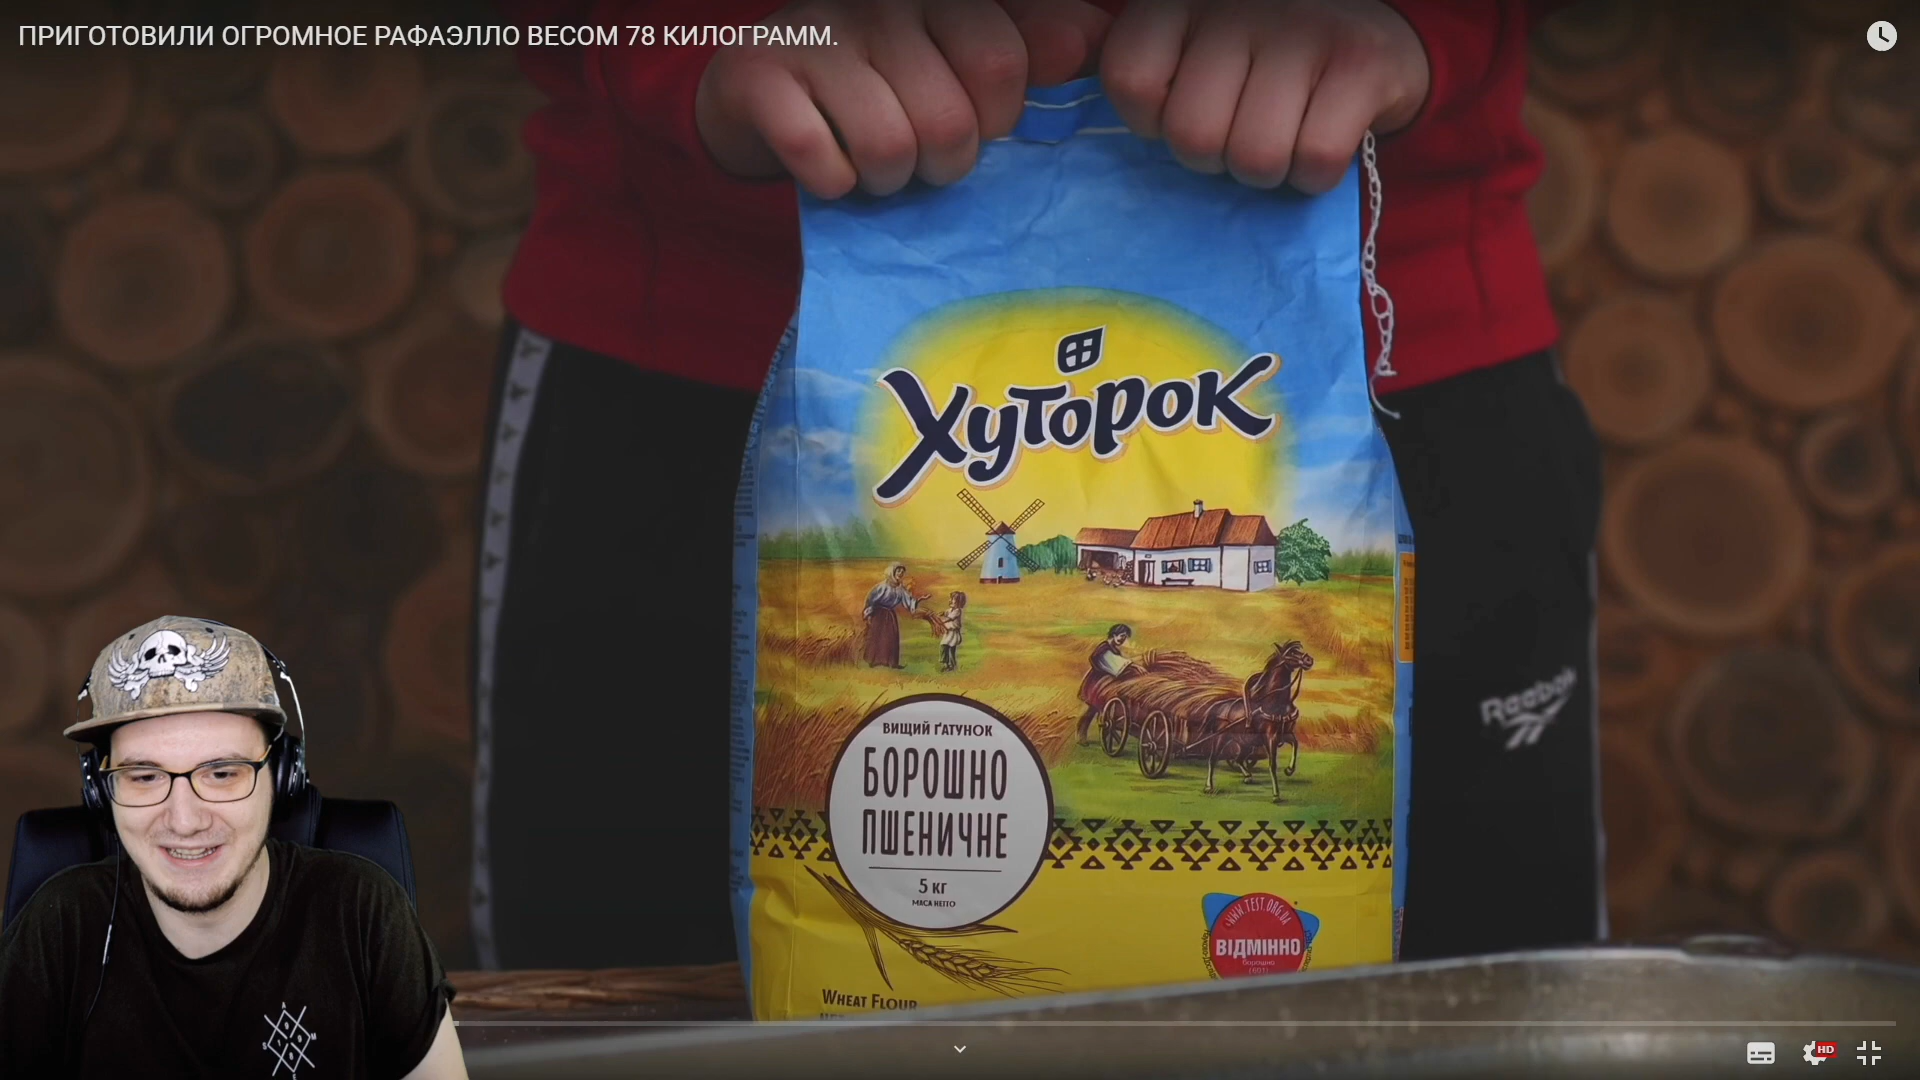 ПРИГОТОВИЛИ ОГРОМНОЕ РАФАЭЛЛО ВЕСОМ 78 КИЛОГРАММ.
Хуторок
Reebok
ВИЩИЙ ҐАТУНОК
БОРОШНО
ПШЕНИЧНЕ
5 кг
МАСА НЕТТО
WWW.TEST.ORG.UA
ВІДМІННО
борошно
WHEAT FLOUR
HD